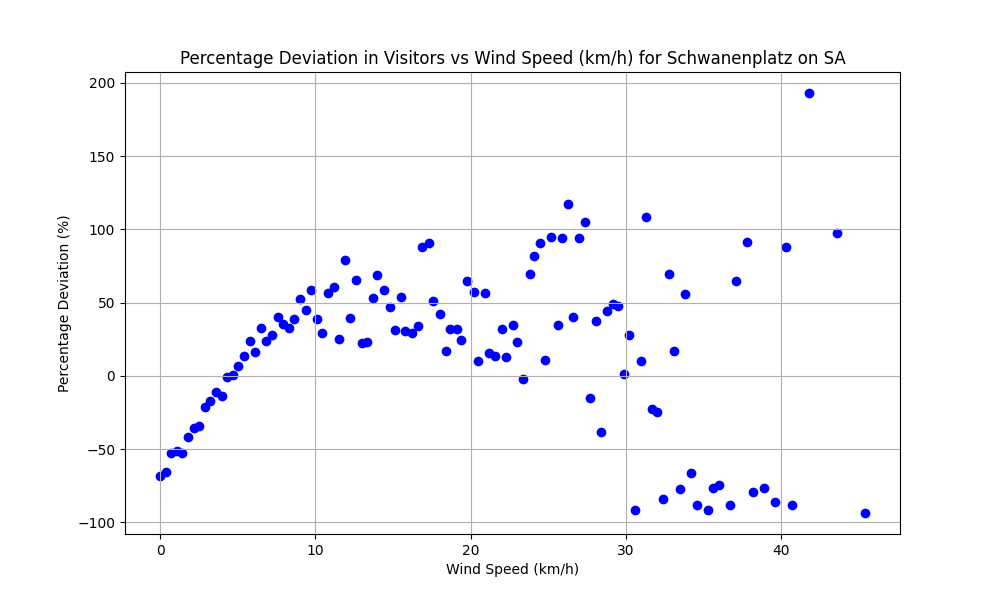 Percentage Deviation in Visitors vs Wind Speed (km/h) for Schwanenplatz on SA
Percentage Deviation (%)
200
150
100
50
0
−50
−100
0 10 20 30 40
Wind Speed (km/h)